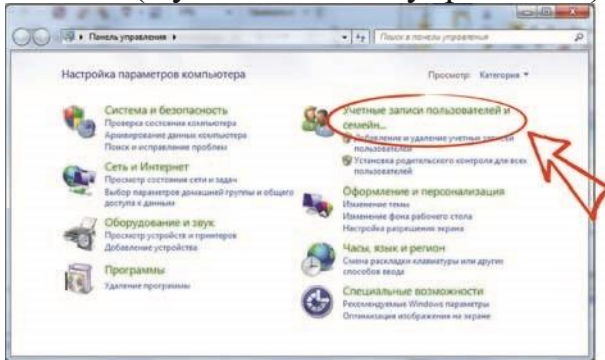 Панель управления
Поиск в панели управления
Настройка параметров компьютера
Просмотр: Категория
Система и безопасность
Проверка состояния компьютера
Архивирование данных компьютера
Поиск и исправление проблем
Сеть и Интернет
Просмотр состояния сети и задач
Выбор параметров домашней группы и общего
доступа к данным
Оборудование и звук
Просмотр устройств и принтеров
Добавление устройства
Программы
Удаление программы
Учетные записи пользователей и
семейн...
Добавление и удаление учетных записей
пользователей
Установка родительского контроля для всех
пользователей
Оформление и персонализация
Изменение темы
Изменение фона рабочего стола
Настройка разрешения экрана
Часы, язык и регион
Смена раскладки клавиатуры или других
способов ввода
Специальные возможности
Рекомендуемые Windows параметры
Оптимизация изображения на экране